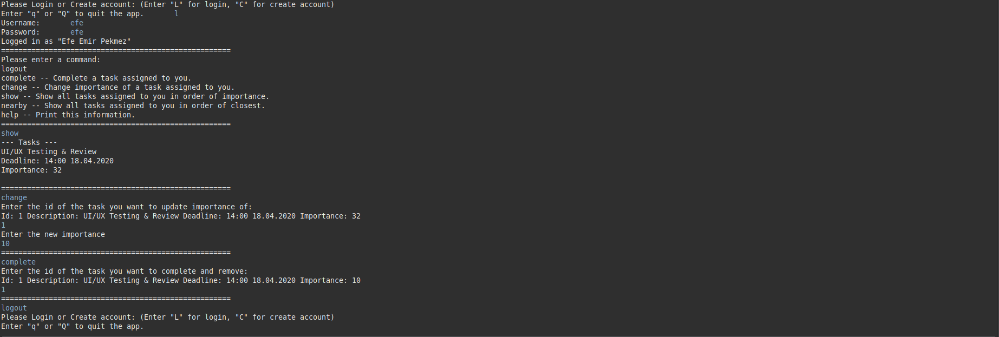 Please Login or Create account: (Enter "L" for login, "C" for create account)
Enter "q" or "Q" to quit the app.       l
Username:       efe
Password:       efe
Logged in as "Efe Emir Pekmez"
=====================================================
Please enter a command:
logout
complete -- Complete a task assigned to you.
change -- Change importance of a task assigned to you.
show -- Show all tasks assigned to you in order of importance.
nearby -- Show all tasks assigned to you in order of closest.
help -- Print this information.
=====================================================
show
--- Tasks ---
UI/UX Testing & Review
Deadline: 14:00 18.04.2020
Importance: 32
=====================================================
change
Enter the id of the task you want to update importance of:
Id: 1 Description: UI/UX Testing & Review Deadline: 14:00 18.04.2020 Importance: 32
1
Enter the new importance
10
=====================================================
complete
Enter the id of the task you want to complete and remove:
Id: 1 Description: UI/UX Testing & Review Deadline: 14:00 18.04.2020 Importance: 10
1
=====================================================
logout
Please Login or Create account: (Enter "L" for login, "C" for create account)
Enter "q" or "Q" to quit the app.